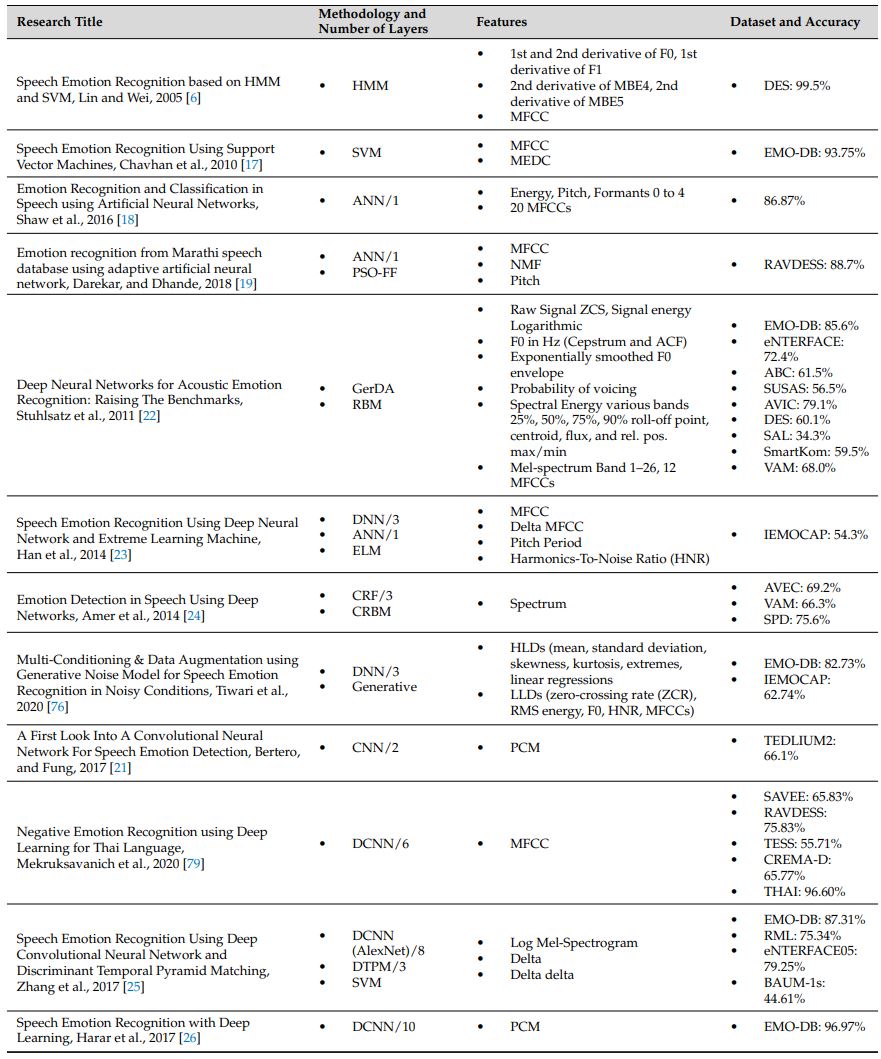 Research Title
Methodology and
Number of Layers
Features
Dataset and Accuracy
Speech Emotion Recognition based on HMM
and SVM, Lin and Wei, 2005 [6]
• HMM
• 1st and 2nd derivative of F0, 1st
derivative of F1
• 2nd derivative of MBE4, 2nd
derivative of MBE5
• MFCC
• DES: 99.5%
Speech Emotion Recognition Using Support
Vector Machines, Chavhan et al., 2010 [17]
• SVM
• MFCC
• MEDC
• EMO-DB: 93.75%
Emotion Recognition and Classification in
Speech using Artificial Neural Networks,
Shaw et al., 2016 [18]
• ANN/1
• Energy, Pitch, Formants 0 to 4
• 20 MFCCs
• 86.87%
Emotion recognition from Marathi speech
database using adaptive artificial neural
network, Darekar, and Dhande, 2018 [19]
• ANN/1
• PSO-FF
• MFCC
• NMF
• Pitch
• RAVDESS: 88.7%
Deep Neural Networks for Acoustic Emotion
Recognition: Raising The Benchmarks,
Stuhlsatz et al., 2011 [22]
• GerDA
• RBM
• Raw Signal ZCS, Signal energy
Logarithmic
• F0 in Hz (Cepstrum and ACF)
• Exponentially smoothed F0
envelope
• Probability of voicing
• Spectral Energy various bands
25%, 50%, 75%, 90% roll-off point,
centroid, flux, and rel. pos.
max/min
• Mel-spectrum Band 1–26, 12
MFCCs
• EMO-DB: 85.6%
• eNTERFACE:
72.4%
• ABC: 61.5%
• SUSAS: 56.5%
• AVIC: 79.1%
• DES: 60.1%
• SAL: 34.3%
• SmartKom: 59.5%
• VAM: 68.0%
Speech Emotion Recognition Using Deep Neural
Network and Extreme Learning Machine,
Han et al., 2014 [23]
• DNN/3
• ANN/1
• ELM
• MFCC
• Delta MFCC
• Pitch Period
• Harmonics-To-Noise Ratio (HNR)
• IEMOCAP: 54.3%
Emotion Detection in Speech Using Deep
Networks, Amer et al., 2014 [24]
• CRF/3
• CRBM
• Spectrum
• AVEC: 69.2%
• VAM: 66.3%
• SPD: 75.6%
Multi-Conditioning & Data Augmentation using
Generative Noise Model for Speech Emotion
Recognition in Noisy Conditions, Tiwari et al.,
2020 [76]
• DNN/3
• Generative
• HLDs (mean, standard deviation,
skewness, kurtosis, extremes,
linear regressions
• LLDs (zero-crossing rate (ZCR),
RMS energy, F0, HNR, MFCCs)
• EMO-DB: 82.73%
• IEMOCAP:
62.74%
A First Look Into A Convolutional Neural
Network For Speech Emotion Detection, Bertero,
and Fung, 2017 [21]
• CNN/2
• PCM
• TEDLIUM2:
66.1%
Negative Emotion Recognition using Deep
Learning for Thai Language,
Mekruksavanich et al., 2020 [79]
• DCNN/6
• MFCC
• SAVEE: 65.83%
• RAVDESS:
75.83%
• TESS: 55.71%
• CREMA-D:
65.77%
• THAI: 96.60%
Speech Emotion Recognition Using Deep
Convolutional Neural Network and
Discriminant Temporal Pyramid Matching,
Zhang et al., 2017 [25]
• DCNN
(AlexNet)/8
• DTPM/3
• SVM
• Log Mel-Spectrogram
• Delta
• Delta delta
• EMO-DB: 87.31%
• RML: 75.34%
• eNTERFACE05:
79.25%
• BAUM-1s:
44.61%
Speech Emotion Recognition with Deep
Learning, Harar et al., 2017 [26]
• DCNN/10
• PCM
• EMO-DB: 96.97%